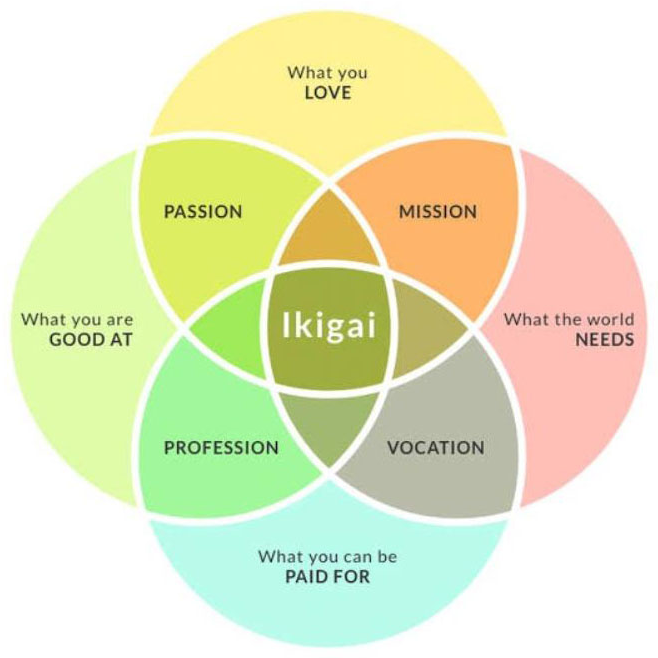 What you
LOVE
PASSION
MISSION
What you are
GOOD AT
Ikigai
What the world
NEEDS
PROFESSION
VOCATION
What you can be
PAID FOR